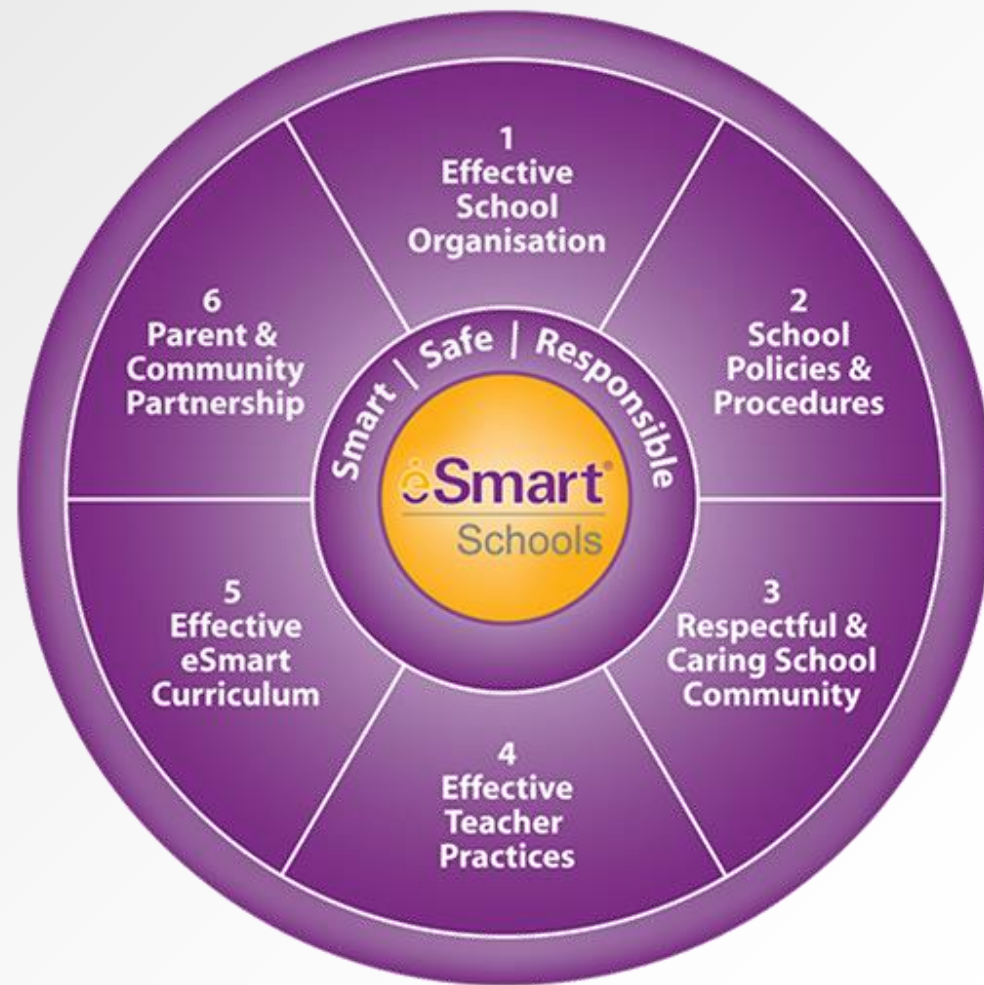 1
Effective
School
Organisation
2
School
Policies &
Procedures
3
Respectful &
Caring School
Community
4
Effective
Teacher
Practices
5
Effective
eSmart
Curriculum
6
Parent &
Community
Partnership
Smart | Safe | Responsible
eSmart®
Schools